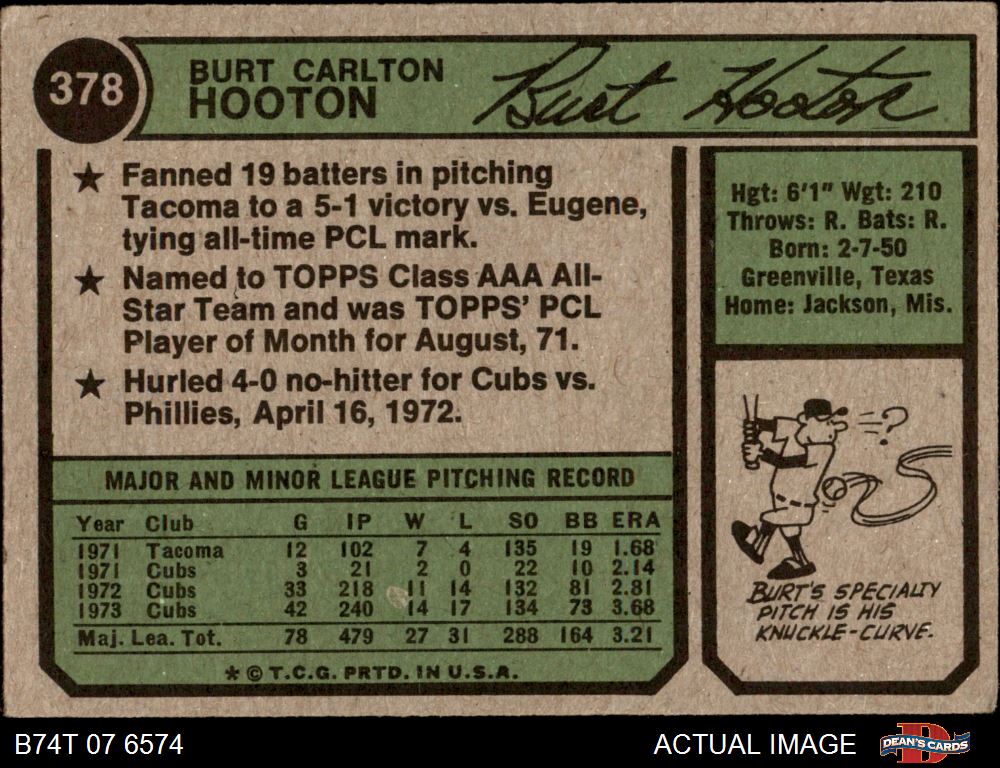 378
BURT CARLTON
HOOTON
Burt Hooton
★ Fanned 19 batters in pitching
Tacoma to a 5-1 victory vs. Eugene,
tying all-time PCL mark.
★ Named to TOPPS Class AAA All-
Star Team and was TOPPS' PCL
Player of Month for August, 71.
★ Hurled 4-0 no-hitter for Cubs vs.
Phillies, April 16, 1972.
Hgt: 6'1" Wgt: 210
Throws: R. Bats: R.
Born: 2-7-50
Greenville, Texas
Home: Jackson, Mis.
?
BURT'S SPECIALTY
PITCH IS HIS
KNUCKLE-CURVE.
MAJOR AND MINOR LEAGUE PITCHING RECORD
Year Club G IP W L SO BB ERA
1971 Tacoma 12 102 7 4 135 19 1.68
1971 Cubs 3 21 2 0 22 10 2.14
1972 Cubs 33 218 11 14 132 81 2.81
1973 Cubs 42 240 14 17 134 73 3.68
Maj. Lea. Tot. 78 479 27 31 288 164 3.21
* © T.C.G. PRTD. IN U.S.A.
B74T 07 6574
ACTUAL IMAGE
DEAN'S CARDS